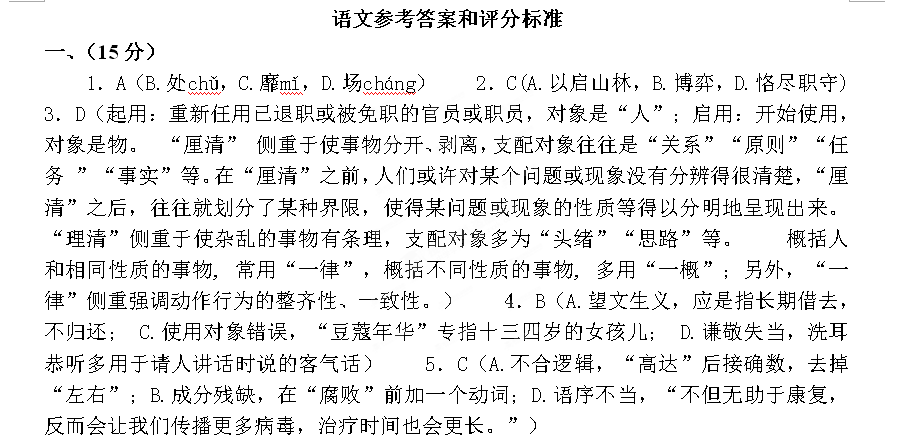 语文参考答案和评分标准
一、（15分）
1．A（B.处chǔ，C.靡mǐ，D.场cháng） 2．C(A.以启山林，B.博弈，D.恪尽职守)
3．D（起用：重新任用已退职或被免职的官员或职员，对象是“人”；启用：开始使用，
对象是物。 “厘清” 侧重于使事物分开、剥离，支配对象往往是“关系”“原则”“任
务 ”“事实”等。在“厘清”之前，人们或许对某个问题或现象没有分辨得很清楚，“厘
清”之后，往往就划分了某种界限，使得某问题或现象的性质等得以分明地呈现出来。
“理清”侧重于使杂乱的事物有条理，支配对象多为“头绪”“思路”等。 概括人
和相同性质的事物, 常用“一律”，概括不同性质的事物, 多用“一概”；另外，“一
律”侧重强调动作行为的整齐性、一致性。） 4．B（A.望文生义，应是指长期借去，
不归还； C.使用对象错误，“豆蔻年华”专指十三四岁的女孩儿； D.谦敬失当，洗耳
恭听多用于请人讲话时说的客气话） 5．C（A.不合逻辑，“高达”后接确数，去掉
“左右”；B.成分残缺，在“腐败”前加一个动词；D.语序不当，“不但无助于康复，
反而会让我们传播更多病毒，治疗时间也会更长。”）